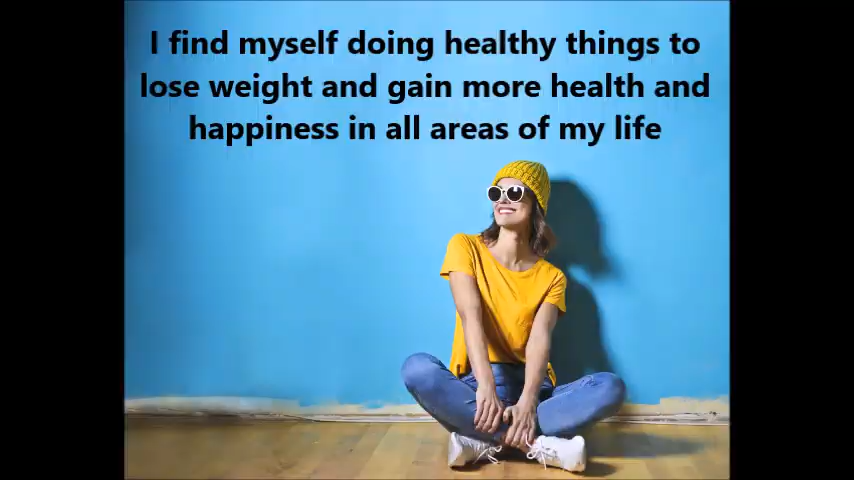 I find myself doing healthy things to
lose weight and gain more health and
happiness in all areas of my life